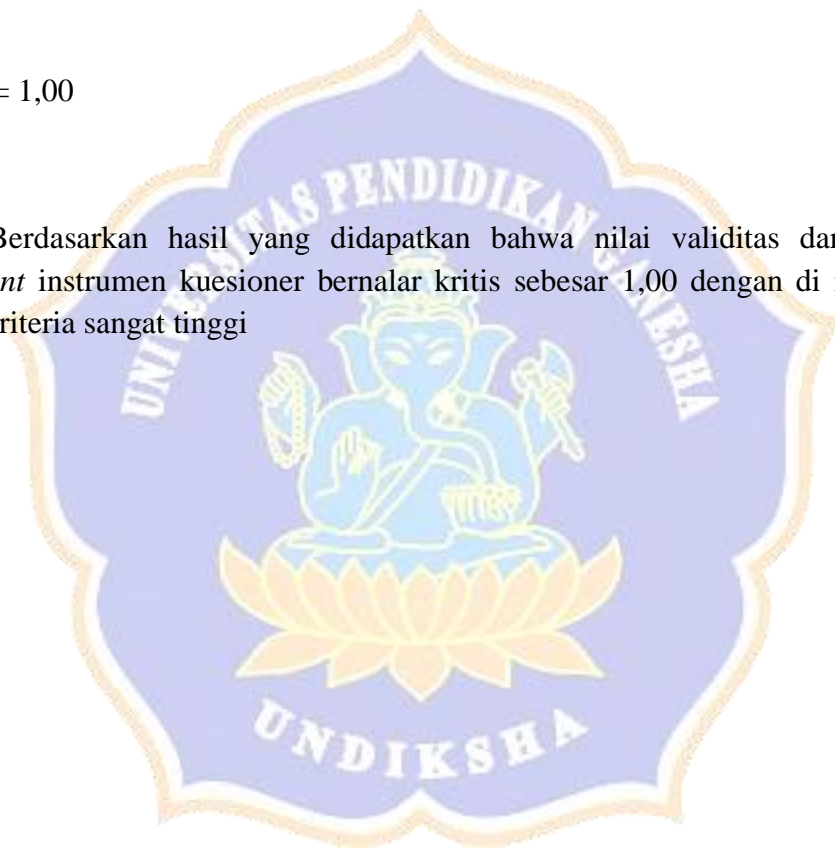 = 1,00
Berdasarkan hasil yang didapatkan bahwa nilai validitas dar
nt instrumen kuesioner bernalar kritis sebesar 1,00 dengan di
riteria sangat tinggi
UNIVERSITAS PENDIDIKAN GANESHA
UNDIKSHA